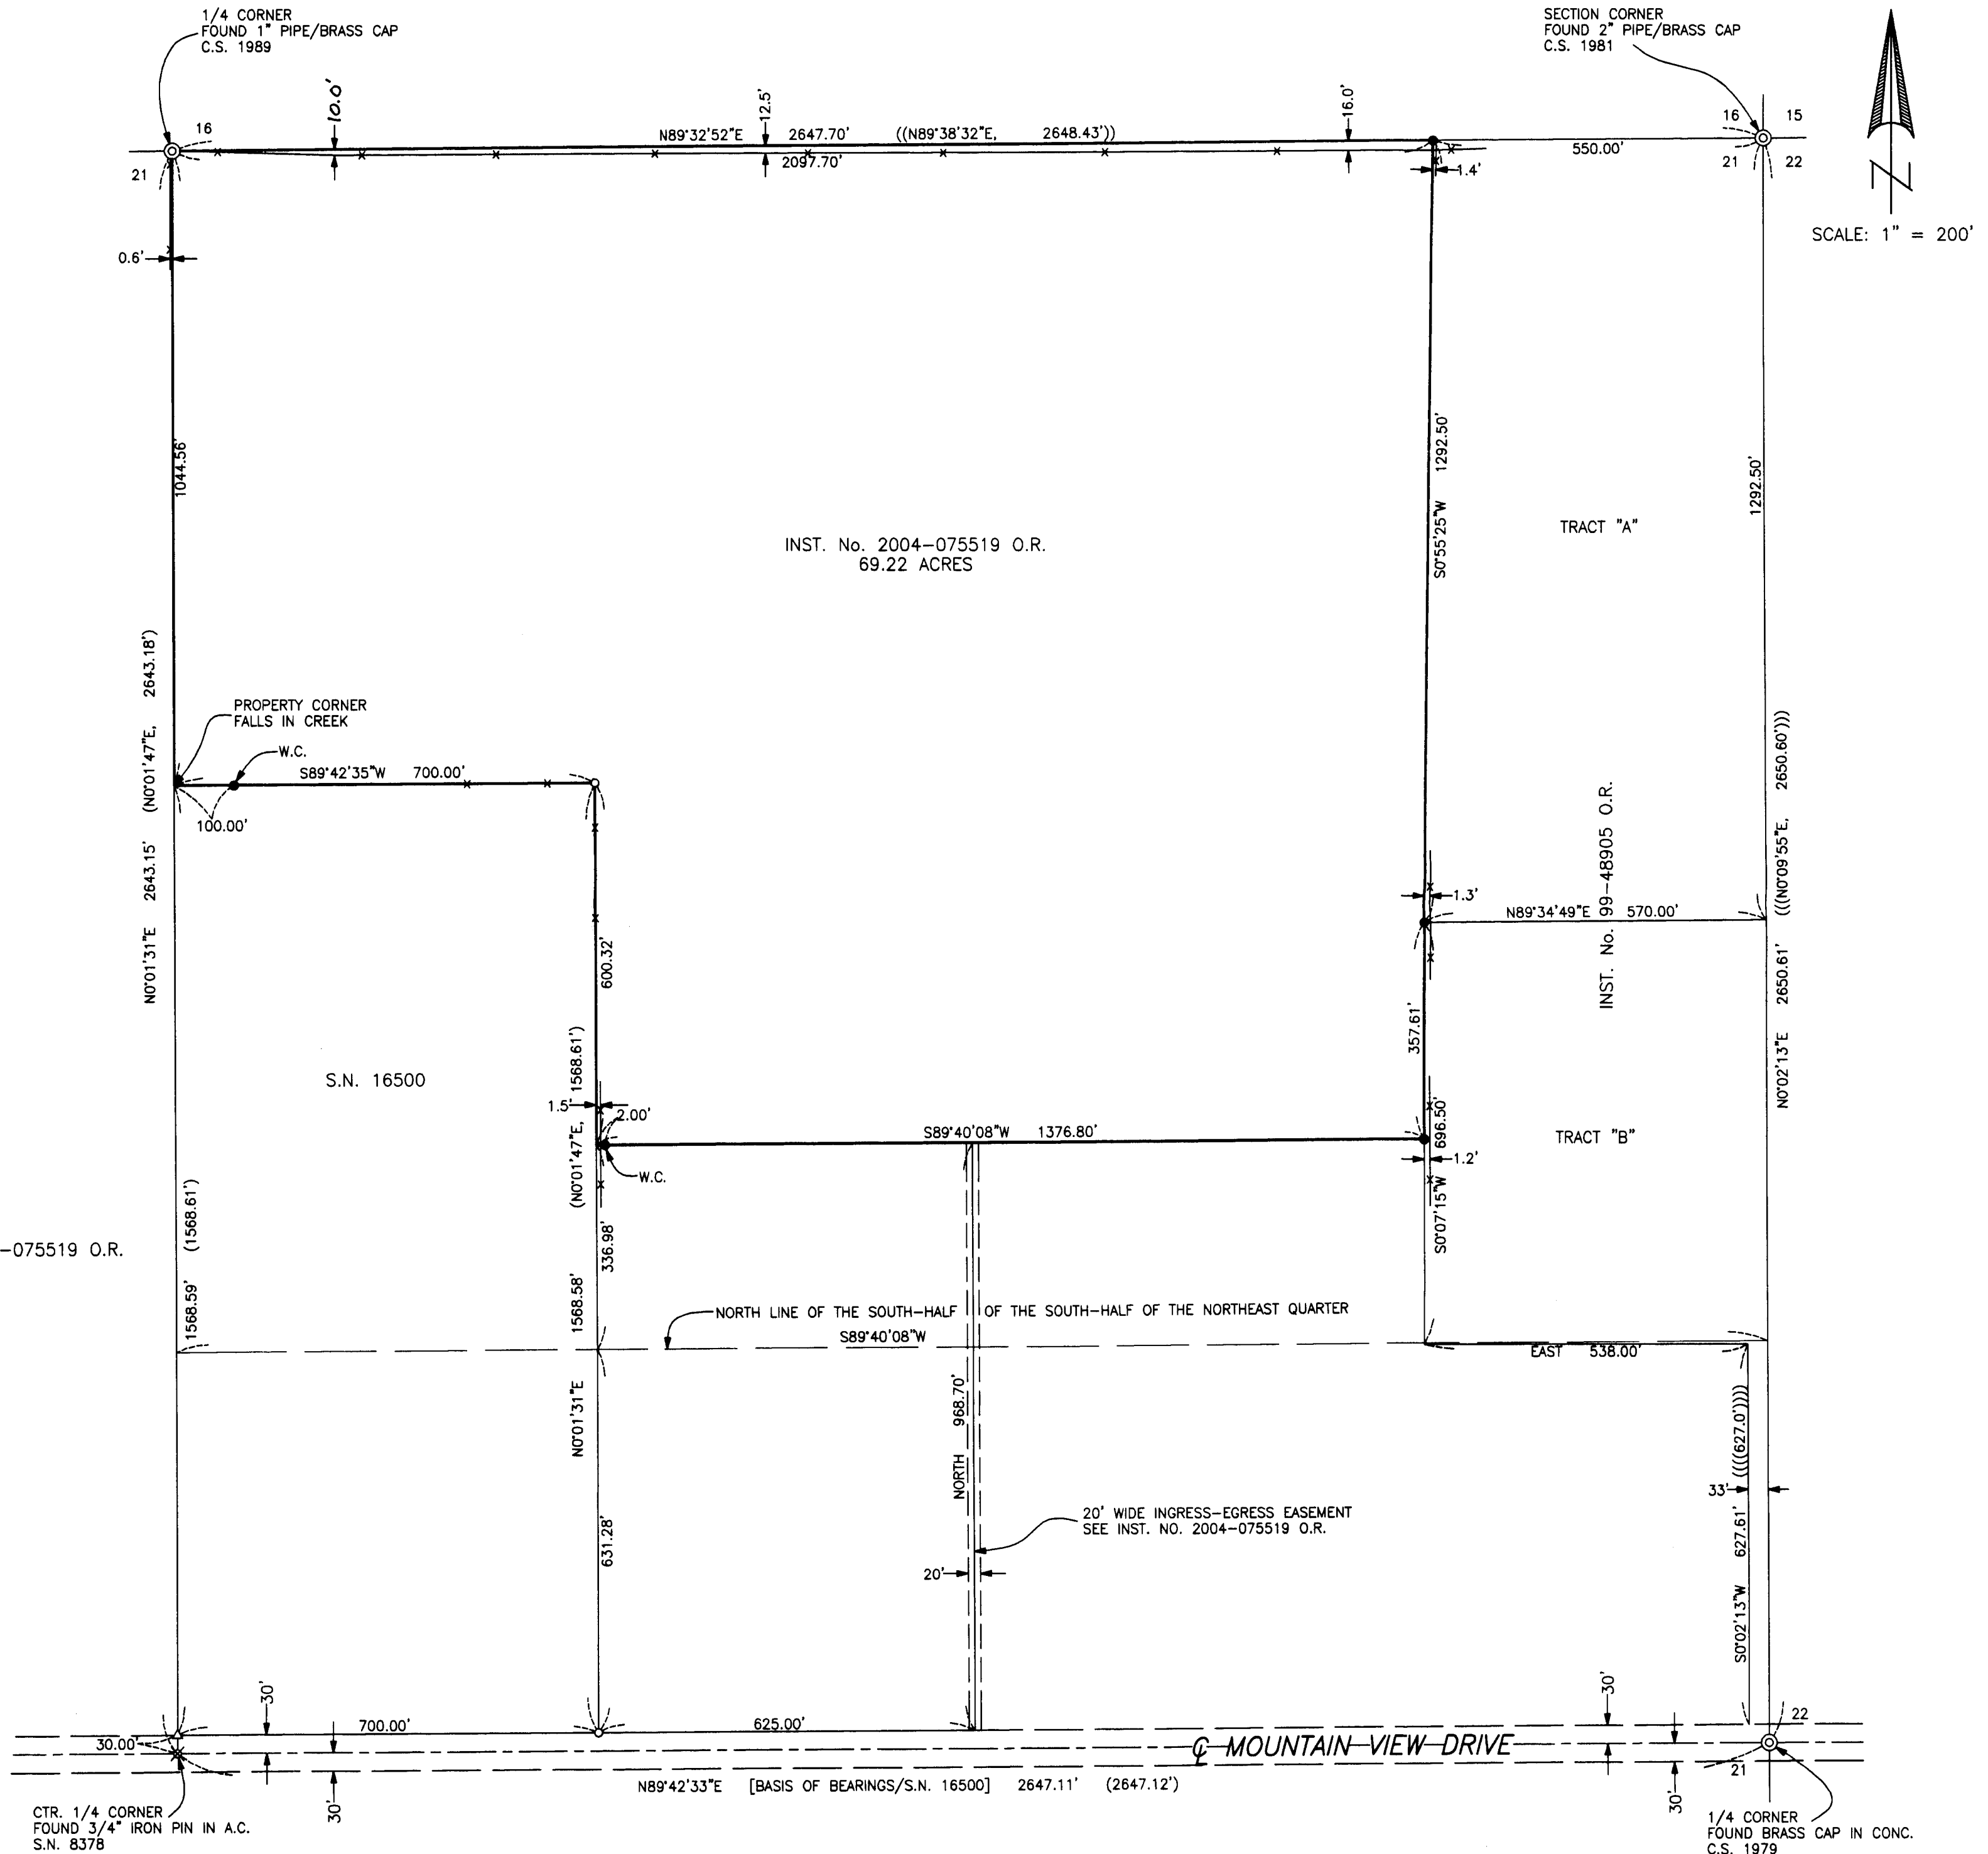 1/4 CORNER
FOUND 1" PIPE/BRASS CAP
C.S. 1989
SECTION CORNER
FOUND 2" PIPE/BRASS CAP
C.S. 1981
N
SCALE: 1" = 200'
16
21
10.0'
12.5'
16.0'
N89°32'52"E 2647.70' ((N89°38'32"E, 2648.43'))
2097.70'
550.00'
16 15
21 22
1.4'
0.6'
1044.56'
S0°55'25"W 1292.50'
1292.50'
TRACT "A"
INST. No. 2004-075519 O.R.
69.22 ACRES
N0°01'31"E 2643.15' (N0°01'47"E, 2643.18')
PROPERTY CORNER
FALLS IN CREEK
W.C.
S89°42'35"W 700.00'
100.00'
600.32'
1.3'
N89°34'49"E 570.00'
INST. No. 99-48905 O.R.
N0°02'13"E 2650.61' (((N0°09'55"E, 2650.60')))
357.61'
S.N. 16500
1.5'
2.00'
W.C.
S89°40'08"W 1376.80'
S0°07'15"W 696.50'
1.2'
TRACT "B"
N0°01'31"E 1568.58' (N0°01'47"E, 1568.61')
336.98'
-075519 O.R.
1568.59' (1568.61')
NORTH LINE OF THE SOUTH-HALF OF THE SOUTH-HALF OF THE NORTHEAST QUARTER
S89°40'08"W
EAST 538.00'
NORTH 968.70'
631.28'
20' WIDE INGRESS-EGRESS EASEMENT
SEE INST. NO. 2004-075519 O.R.
20'
33'
S0°02'13"W 627.61' ((((627.0'))))
30'
700.00'
625.00'
30'
22
30.00'
℄ MOUNTAIN VIEW DRIVE
21
N89°42'33"E [BASIS OF BEARINGS/S.N. 16500] 2647.11' (2647.12')
30'
30'
CTR. 1/4 CORNER
FOUND 3/4" IRON PIN IN A.C.
S.N. 8378
1/4 CORNER
FOUND BRASS CAP IN CONC.
C.S. 1979